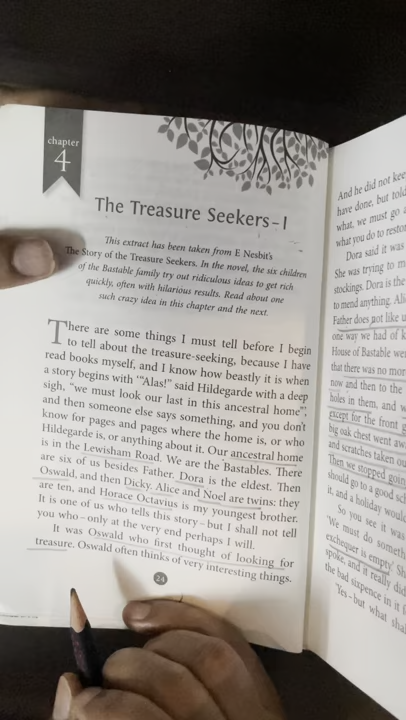 chapter
4
The Treasure Seekers-I
This extract has been taken from E Nesbit's
The Story of the Treasure Seekers. In the novel, the six children
of the Bastable family try out ridiculous ideas to get rich
quickly, often with hilarious results. Read about one
such crazy idea in this chapter and the next.
There are some things I must tell before I begin
to tell about the treasure-seeking, because I have
read books myself, and I know how beastly it is when
a story begins with "'Alas!" said Hildegarde with a deep
sigh, "we must look our last in this ancestral home"',
and then someone else says something, and you don't
know for pages and pages where the home is, or who
Hildegarde is, or anything about it. Our ancestral home
is in the Lewisham Road. We are the Bastables. There
are six of us besides Father. Dora is the eldest. Then
Oswald, and then Dicky. Alice and Noel are twins: they
are ten, and Horace Octavius is my youngest brother.
It is one of us who tells this story – but I shall not tell
you who – only at the very end perhaps I will.
It was Oswald who first thought of looking for
treasure. Oswald often thinks of very interesting things.
24
And he did not kee
have done, but told
what, we must go a
what you do to resto
Dora said it was
She was trying to m
stockings. Dora is the
to mend anything. Ali
Father does not like u
one way we had of k
House of Bastable wer
that there was no mor
now and then to the
holes in them, and w
except for the front g
big oak chest went awa
and scratches taken ou
Then we stopped goin
should go to a good sc
it, and a holiday would
So you see it was
'We must do someth
exchequer is empty.' Sh
spoke, and it really did
the bad sixpence in it
'Yes – but what shal